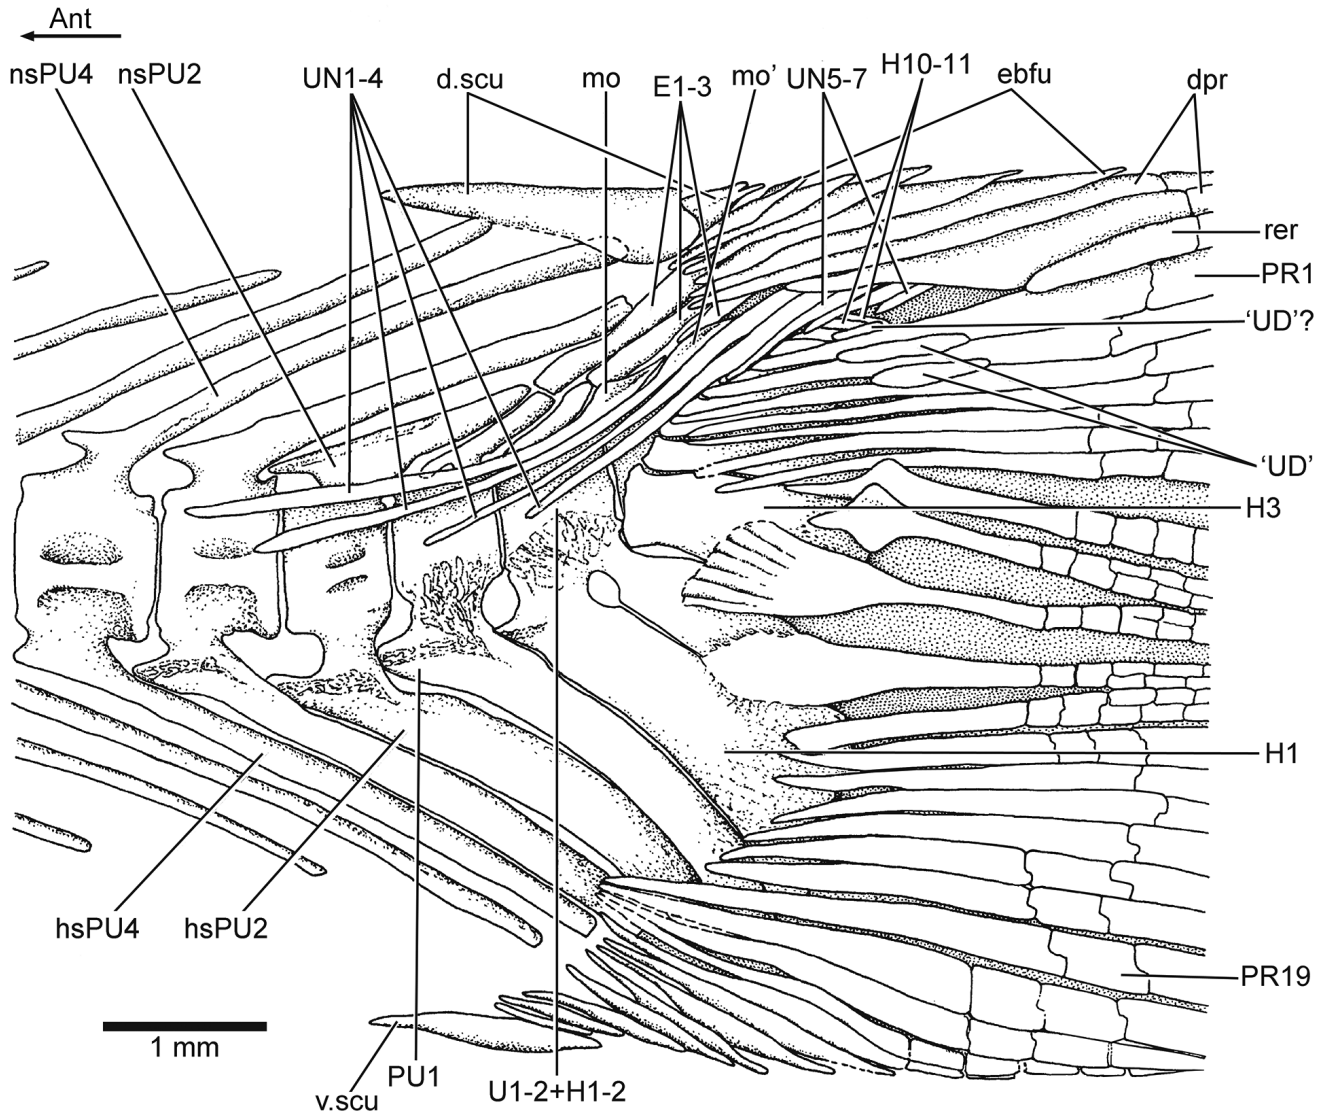 Ant
nsPU4 nsPU2 UN1-4 d.scu mo E1-3 mo’ UN5-7 H10-11 ebfu dpr
rer
PR1
‘UD’?
‘UD’
H3
H1
hsPU4 hsPU2
PR19
1 mm
PU1
U1-2+H1-2
v.scu